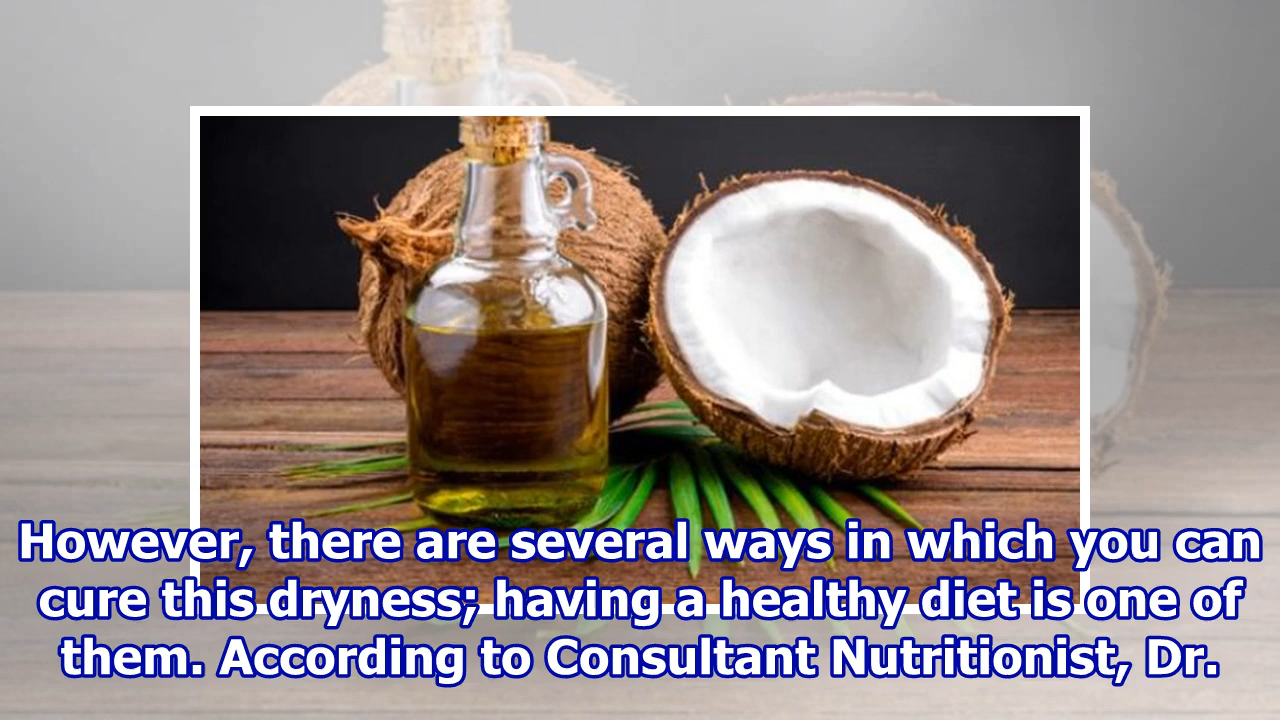 However, there are several ways in which you can
cure this dryness; having a healthy diet is one of
them. According to Consultant Nutritionist, Dr.